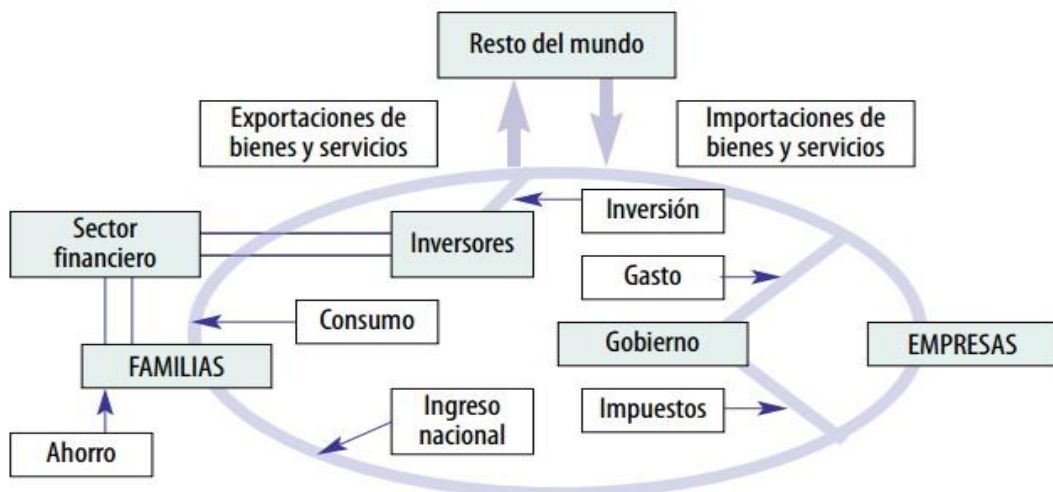 Resto del mundo
Exportaciones de
bienes y servicios
Importaciones de
bienes y servicios
Sector
financiero
Inversores
Inversión
Gasto
Consumo
FAMILIAS
Gobierno
EMPRESAS
Ahorro
Ingreso
nacional
Impuestos